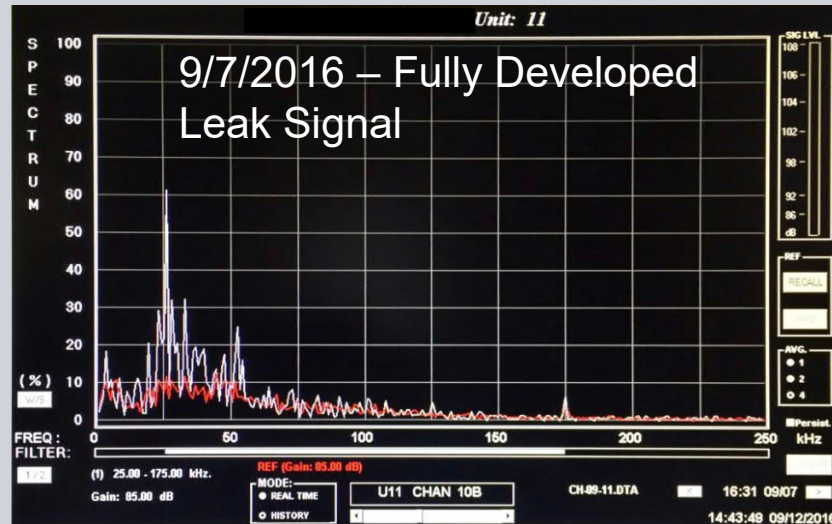 Unit: 11
SPECTRUM
100
90
80
70
60
50
40
30
20
10
0
(%)
W/S
9/7/2016 – Fully Developed
Leak Signal
SIG LVL
108
106
104
102
98
92
86
dB
REF
RECALL
AVG.
1
2
4
Persist.
FREQ: 0 50 100 150 200 250 kHz
FILTER:
1/2
(1) 25.00 - 175.00 kHz.
REF (Gain: 85.00 dB)
Gain: 85.00 dB
MODE:
REAL TIME
HISTORY
U11 CHAN 10B
CH-09-11.DTA
< 16:31 09/07 >
14:43:49 09/12/2016